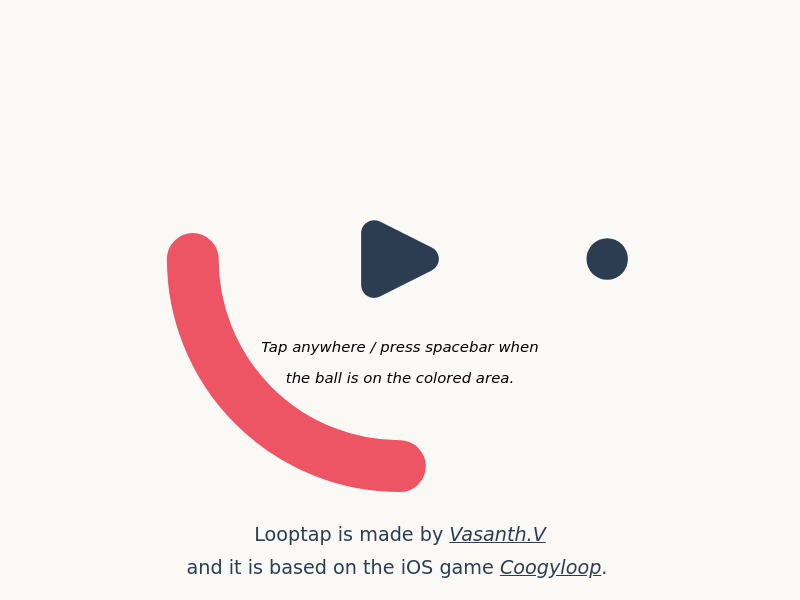 Tap anywhere / press spacebar when
the ball is on the colored area.
Looptap is made by Vasanth.V
and it is based on the iOS game Coogyloop.